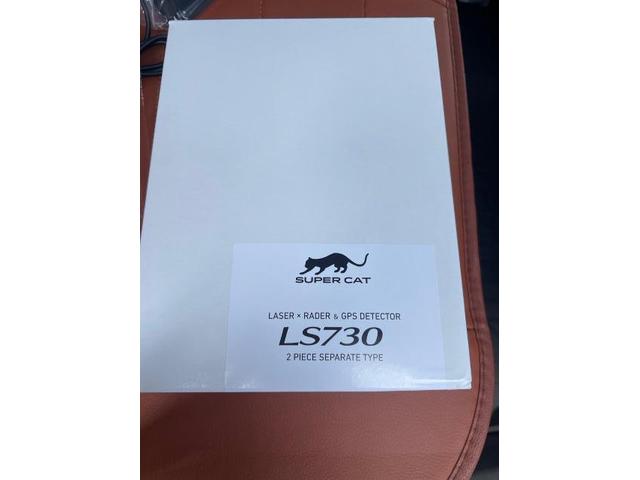 SUPER CAT
LASER × RADER & GPS DETECTOR
LS730
2 PIECE SEPARATE TYPE